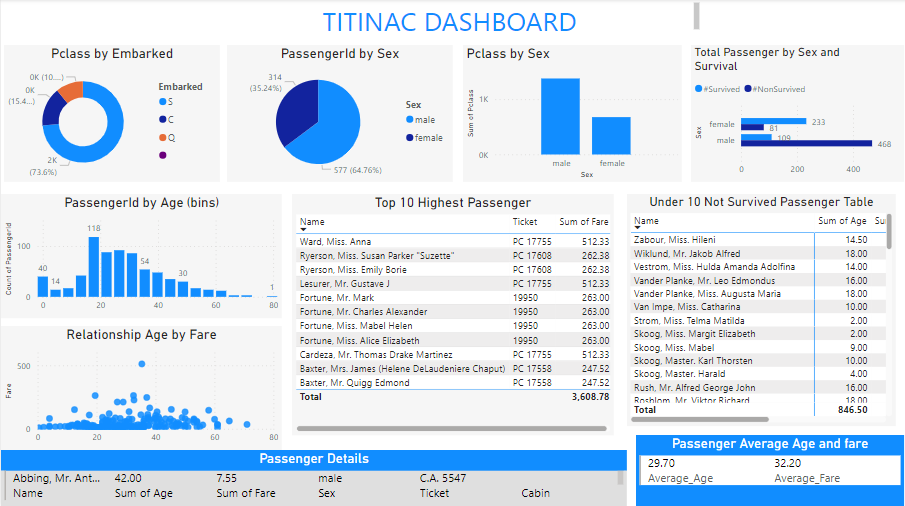 TITINAC DASHBOARD
Pclass by Embarked
0K (10....)
0K
(15.4...)
2K
(73.6%)
Embarked
S
C
Q
PassengerId by Sex
314
(35.24%)
577 (64.76%)
Sex
male
female
Pclass by Sex
Sum of Pclass
1K
0K
male female
Sex
Total Passenger by Sex and
Survival
#Survived #NonSurvived
Sex
female 233
81
male 109
468
0 200 400
PassengerId by Age (bins)
Count of PassengerId
100
0
40 14 118 54 30 1
0 20 40 60 80
Relationship Age by Fare
Fare
500
0
0 20 40 60 80
Top 10 Highest Passenger
Name Ticket Sum of Fare
Ward, Miss. Anna PC 17755 512.33
Ryerson, Miss. Susan Parker "Suzette" PC 17608 262.38
Ryerson, Miss. Emily Borie PC 17608 262.38
Lesurer, Mr. Gustave J PC 17755 512.33
Fortune, Mr. Mark 19950 263.00
Fortune, Mr. Charles Alexander 19950 263.00
Fortune, Miss. Mabel Helen 19950 263.00
Fortune, Miss. Alice Elizabeth 19950 263.00
Cardeza, Mr. Thomas Drake Martinez PC 17755 512.33
Baxter, Mrs. James (Helene DeLaudeniere Chaput) PC 17558 247.52
Baxter, Mr. Quigg Edmond PC 17558 247.52
Total 3,608.78
Under 10 Not Survived Passenger Table
Name Sum of Age Su
Zabour, Miss. Hileni 14.50
Wiklund, Mr. Jakob Alfred 18.00
Vestrom, Miss. Hulda Amanda Adolfina 14.00
Vander Planke, Mr. Leo Edmondus 16.00
Vander Planke, Miss. Augusta Maria 18.00
Van Impe, Miss. Catharina 10.00
Strom, Miss. Telma Matilda 2.00
Skoog, Miss. Margit Elizabeth 2.00
Skoog, Miss. Mabel 9.00
Skoog, Master. Karl Thorsten 10.00
Skoog, Master. Harald 4.00
Rush, Mr. Alfred George John 16.00
Rosblom, Mr. Viktor Richard 18.00
Total 846.50
Passenger Details
Abbing, Mr. Ant... 42.00 7.55 male C.A. 5547
Name Sum of Age Sum of Fare Sex Ticket Cabin
Passenger Average Age and fare
29.70 32.20
Average_Age Average_Fare